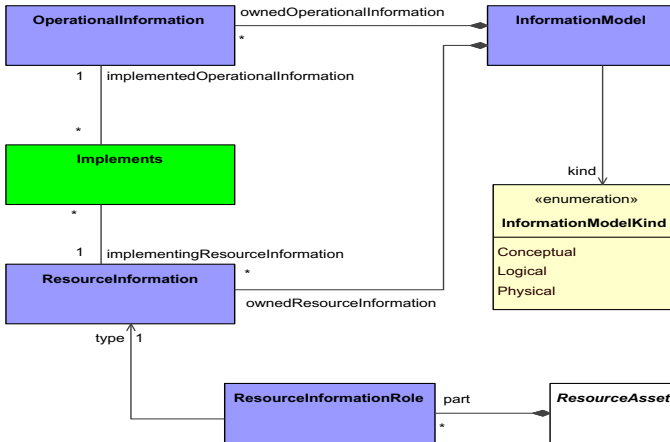 OperationalInformation
ownedOperationalInformation
*
InformationModel
1 implementedOperationalInformation
*
Implements
*
1 implementingResourceInformation
ResourceInformation
*
ownedResourceInformation
kind
«enumeration»
InformationModelKind
Conceptual
Logical
Physical
type 1
ResourceInformationRole
part
*
ResourceAsset